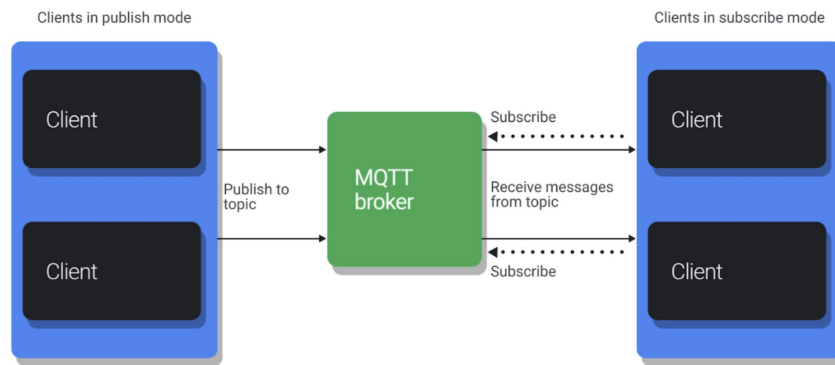 Clients in publish mode
Clients in subscribe mode
Client
Client
Publish to
topic
MQTT
broker
Subscribe
Receive messages
from topic
Subscribe
Client
Client